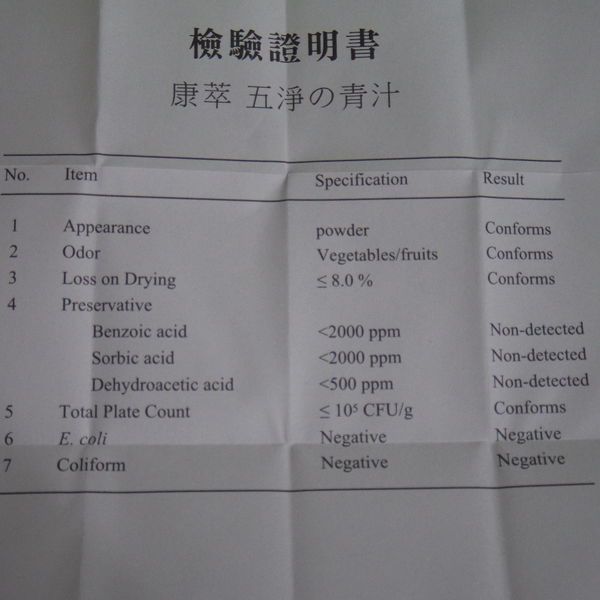 檢驗證明書
康萃 五淨の青汁
No. Item Specification Result
1 Appearance powder Conforms
2 Odor Vegetables/fruits Conforms
3 Loss on Drying ≤ 8.0 % Conforms
4 Preservative
Benzoic acid <2000 ppm Non-detected
Sorbic acid <2000 ppm Non-detected
Dehydroacetic acid <500 ppm Non-detected
5 Total Plate Count ≤ 10⁵ CFU/g Conforms
6 E. coli Negative Negative
7 Coliform Negative Negative